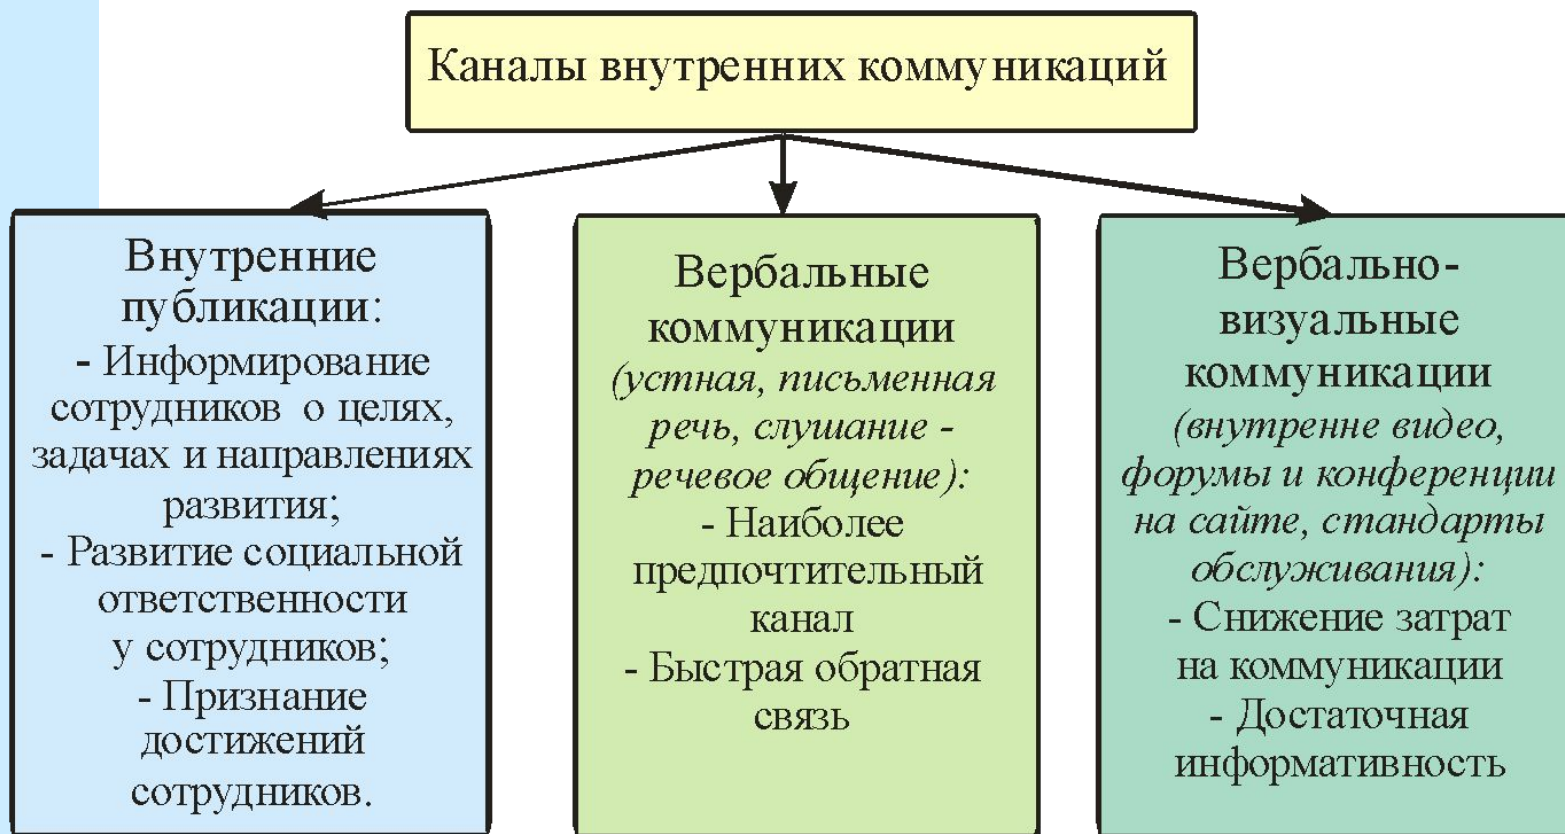 Каналы внутренних коммуникаций
Внутренние
публикации:
- Информирование
сотрудников о целях,
задачах и направлениях
развития;
- Развитие социальной
ответственности
у сотрудников;
- Признание
достижений
сотрудников.
Вербальные
коммуникации
(устная, письменная
речь, слушание -
речевое общение):
- Наиболее
предпочтительный
канал
- Быстрая обратная
связь
Вербально-
визуальные
коммуникации
(внутренне видео,
форумы и конференции
на сайте, стандарты
обслуживания):
- Снижение затрат
на коммуникации
- Достаточная
информативность